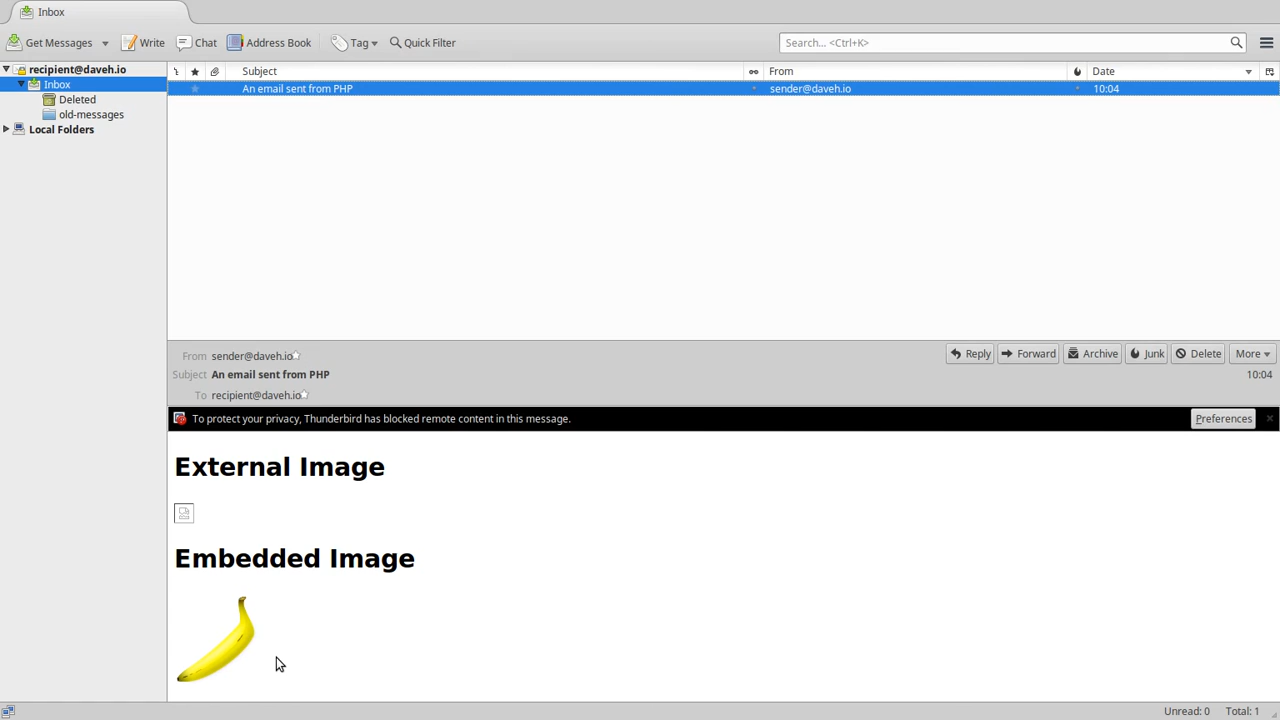 Inbox
Get Messages Write Chat Address Book Tag Quick Filter Search... <Ctrl+K>
recipient@daveh.io
Inbox
Deleted
old-messages
Local Folders
Subject From Date
An email sent from PHP sender@daveh.io 10:04
From sender@daveh.io Reply Forward Archive Junk Delete More
Subject An email sent from PHP 10:04
To recipient@daveh.io
To protect your privacy, Thunderbird has blocked remote content in this message. Preferences
External Image
Embedded Image
Unread: 0 Total: 1